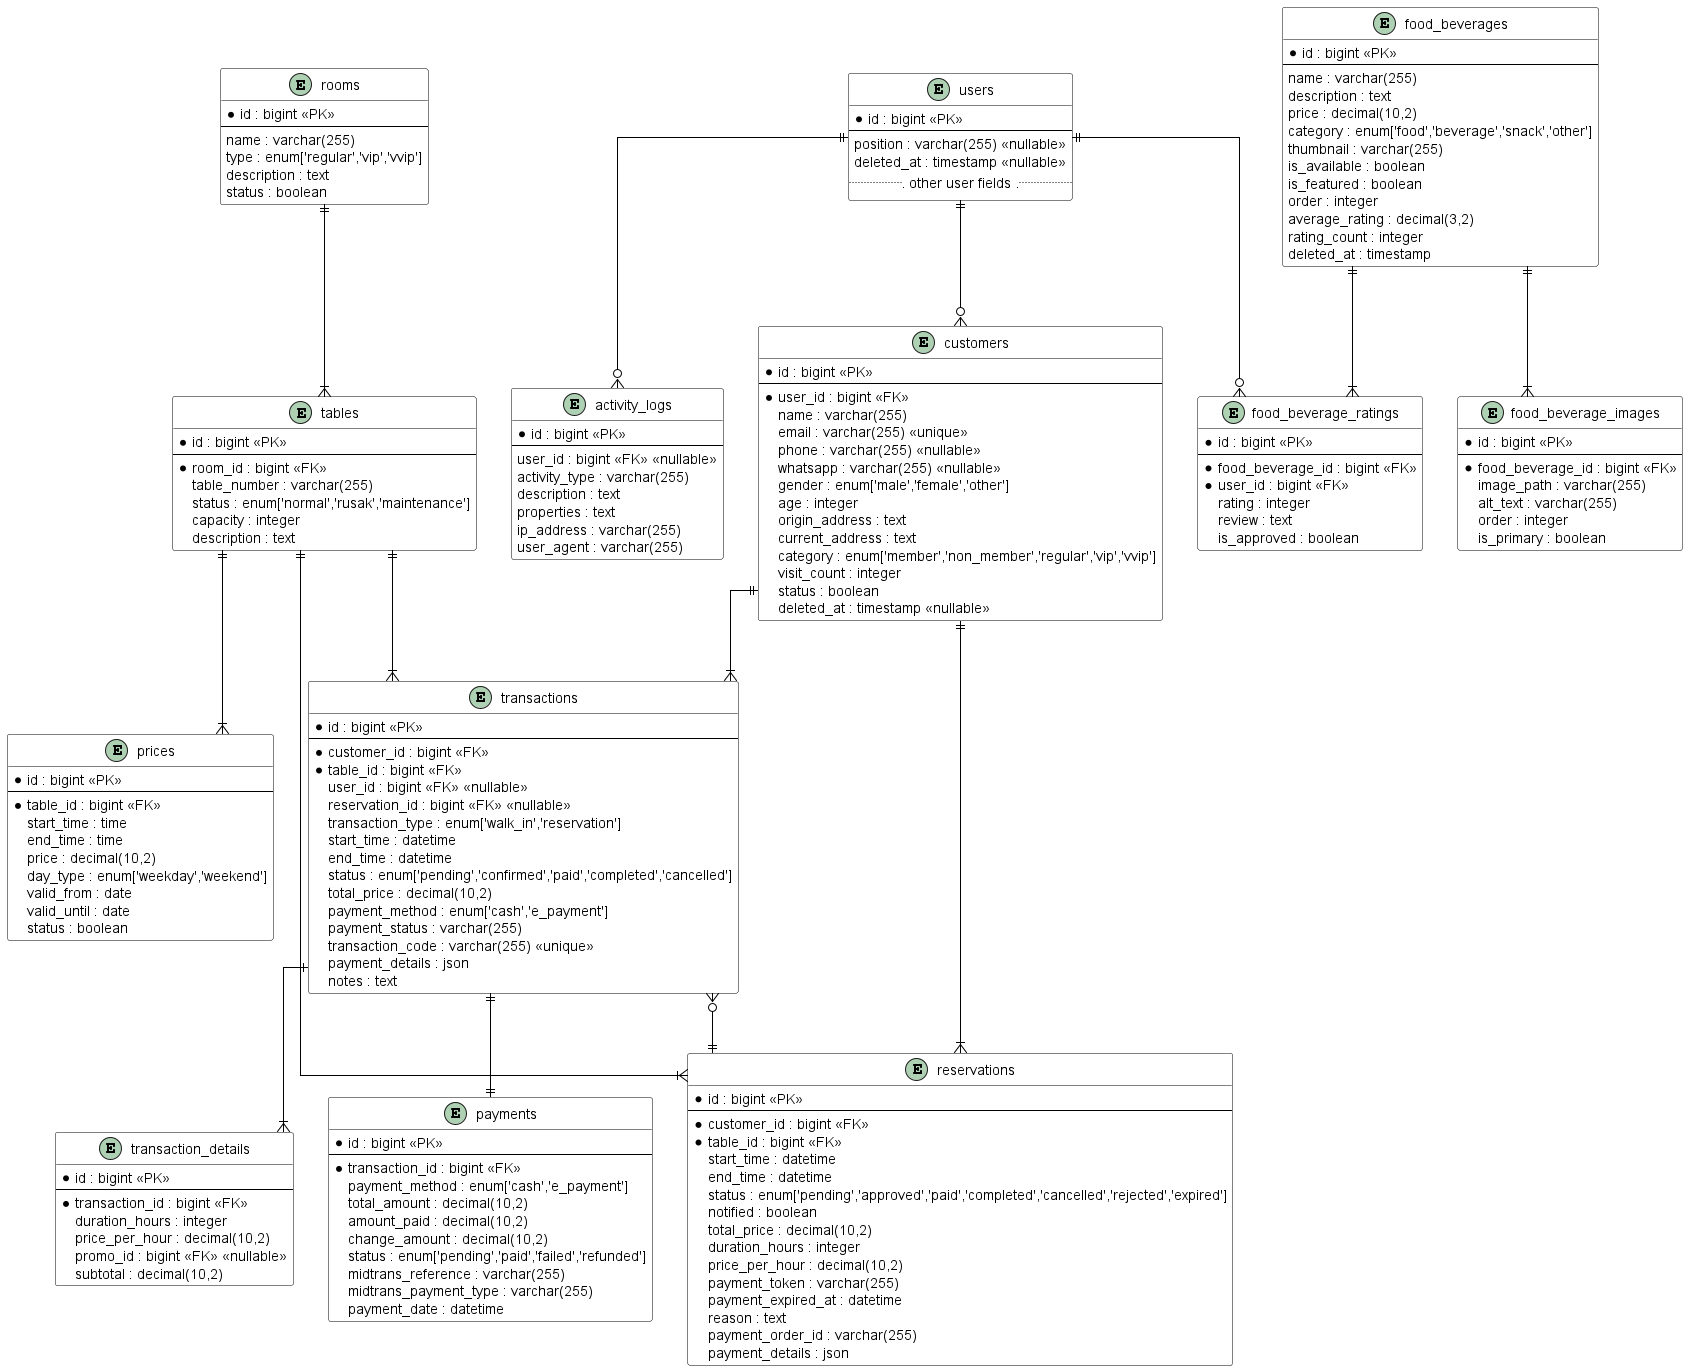 E food_beverages
id : bigint «PK»
name : varchar(255)
description : text
price : decimal(10,2)
category : enum['food','beverage','snack','other']
thumbnail : varchar(255)
is_available : boolean
is_featured : boolean
order : integer
average_rating : decimal(3,2)
rating_count : integer
deleted_at : timestamp
E rooms
id : bigint «PK»
name : varchar(255)
type : enum['regular','vip','vvip']
description : text
status : boolean
E users
id : bigint «PK»
position : varchar(255) «nullable»
deleted_at : timestamp «nullable»
. other user fields .
E customers
id : bigint «PK»
user_id : bigint «FK»
name : varchar(255)
email : varchar(255) «unique»
phone : varchar(255) «nullable»
whatsapp : varchar(255) «nullable»
gender : enum['male','female','other']
age : integer
origin_address : text
current_address : text
category : enum['member','non_member','regular','vip','vvip']
visit_count : integer
status : boolean
deleted_at : timestamp «nullable»
E tables
id : bigint «PK»
room_id : bigint «FK»
table_number : varchar(255)
status : enum['normal','rusak','maintenance']
capacity : integer
description : text
E activity_logs
id : bigint «PK»
user_id : bigint «FK» «nullable»
activity_type : varchar(255)
description : text
properties : text
ip_address : varchar(255)
user_agent : varchar(255)
E food_beverage_ratings
id : bigint «PK»
food_beverage_id : bigint «FK»
user_id : bigint «FK»
rating : integer
review : text
is_approved : boolean
E food_beverage_images
id : bigint «PK»
food_beverage_id : bigint «FK»
image_path : varchar(255)
alt_text : varchar(255)
order : integer
is_primary : boolean
E transactions
id : bigint «PK»
customer_id : bigint «FK»
table_id : bigint «FK»
user_id : bigint «FK» «nullable»
reservation_id : bigint «FK» «nullable»
transaction_type : enum['walk_in','reservation']
start_time : datetime
end_time : datetime
status : enum['pending','confirmed','paid','completed','cancelled']
total_price : decimal(10,2)
payment_method : enum['cash','e_payment']
payment_status : varchar(255)
transaction_code : varchar(255) «unique»
payment_details : json
notes : text
E prices
id : bigint «PK»
table_id : bigint «FK»
start_time : time
end_time : time
price : decimal(10,2)
day_type : enum['weekday','weekend']
valid_from : date
valid_until : date
status : boolean
E reservations
id : bigint «PK»
customer_id : bigint «FK»
table_id : bigint «FK»
start_time : datetime
end_time : datetime
status : enum['pending','approved','paid','completed','cancelled','rejected','expired']
notified : boolean
total_price : decimal(10,2)
duration_hours : integer
price_per_hour : decimal(10,2)
payment_token : varchar(255)
payment_expired_at : datetime
reason : text
payment_order_id : varchar(255)
payment_details : json
E payments
id : bigint «PK»
transaction_id : bigint «FK»
payment_method : enum['cash','e_payment']
total_amount : decimal(10,2)
amount_paid : decimal(10,2)
change_amount : decimal(10,2)
status : enum['pending','paid','failed','refunded']
midtrans_reference : varchar(255)
midtrans_payment_type : varchar(255)
payment_date : datetime
E transaction_details
id : bigint «PK»
transaction_id : bigint «FK»
duration_hours : integer
price_per_hour : decimal(10,2)
promo_id : bigint «FK» «nullable»
subtotal : decimal(10,2)